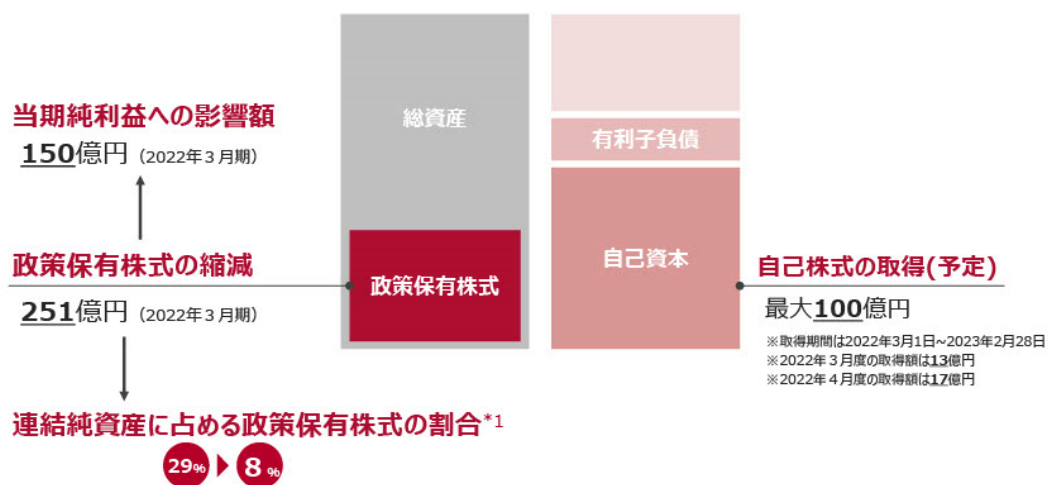 当期純利益への影響額
150億円（2022年3月期）
政策保有株式の縮減
251億円（2022年3月期）
連結純資産に占める政策保有株式の割合*1
29% ▶ 8%
総資産
政策保有株式
有利子負債
自己資本
自己株式の取得(予定)
最大100億円
※取得期間は2022年3月1日~2023年2月28日
※2022年3月度の取得額は13億円
※2022年4月度の取得額は17億円